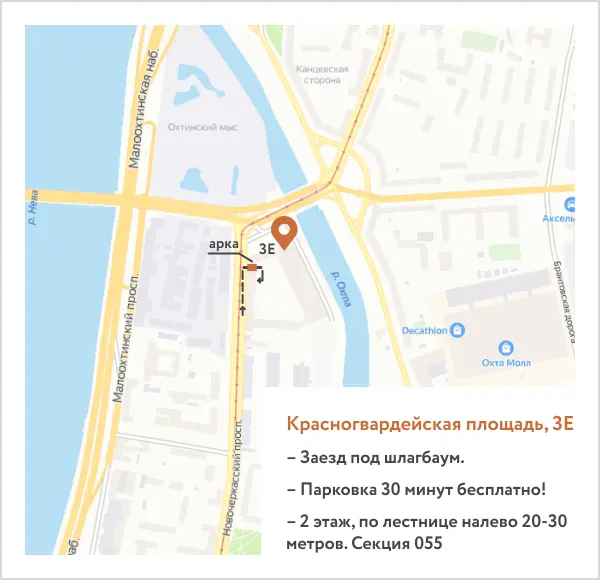 Малоохтинская наб.
Канцевская
сторона
Охтинский мыс
р. Нева
Аксель
арка
3Е
р. Охта
Брантовская дорога
Малоохтинский просп.
Decathlon
Охта Молл
Новочеркасский просп.
наб.
Красногвардейская площадь, 3Е
– Заезд под шлагбаум.
– Парковка 30 минут бесплатно!
– 2 этаж, по лестнице налево 20-30
метров. Секция 055